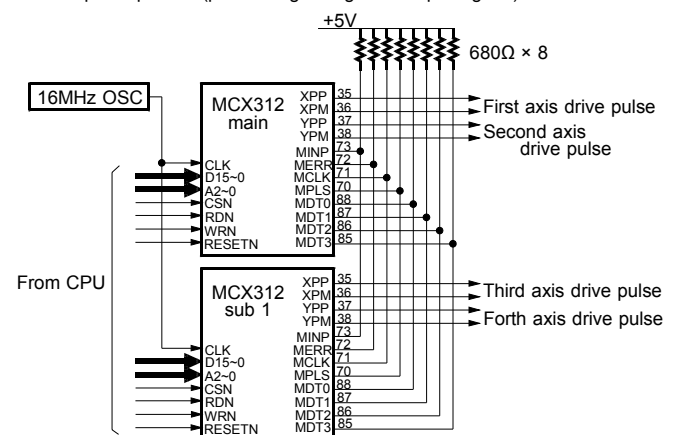 +5V
680Ω × 8
16MHz OSC
MCX312
main
XPP 35
XPM 36
YPP 37
YPM 38
MINP 73
MERR 72
MCLK 71
MPLS 70
MDT0 88
MDT1 87
MDT2 86
MDT3 85
CLK
D15~0
A2~0
CSN
RDN
WRN
RESETN
First axis drive pulse
Second axis
drive pulse
From CPU
MCX312
sub 1
XPP 35
XPM 36
YPP 37
YPM 38
MINP 73
MERR 72
MCLK 71
MPLS 70
MDT0 88
MDT1 87
MDT2 86
MDT3 85
CLK
D15~0
A2~0
CSN
RDN
WRN
RESETN
Third axis drive pulse
Forth axis drive pulse